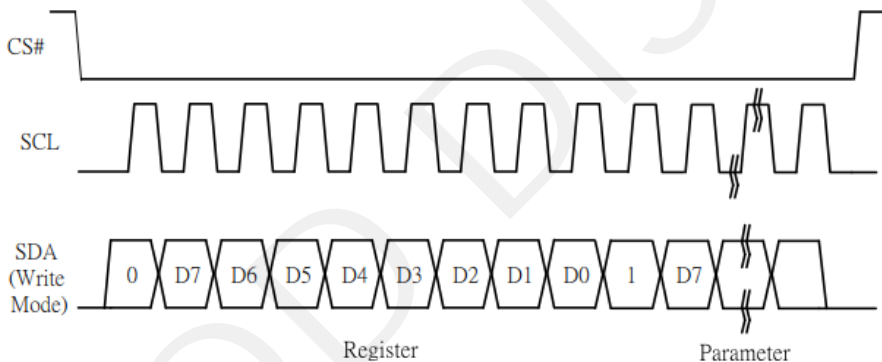 CS#
SCL
SDA
(Write
Mode)
0 D7 D6 D5 D4 D3 D2 D1 D0 1 D7
Register Parameter